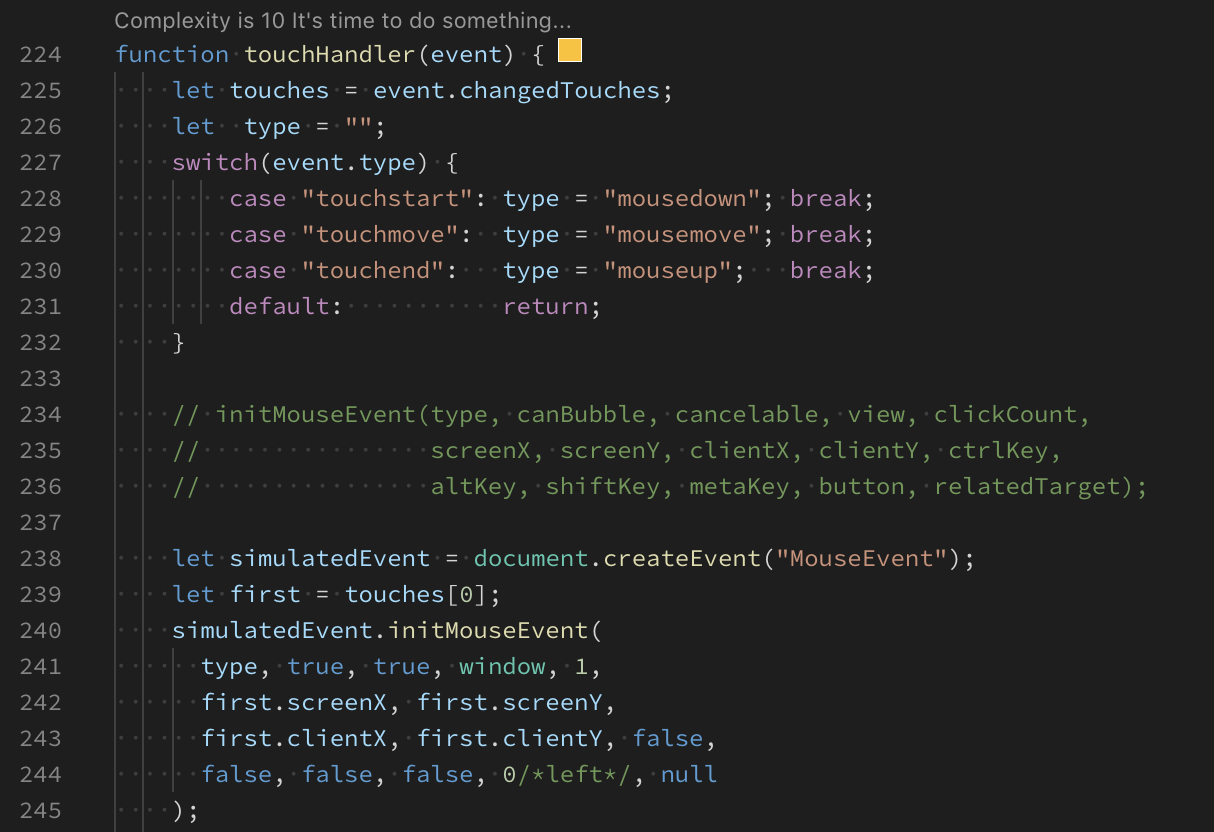 Complexity is 10 It's time to do something...
224 function touchHandler(event) {
225 let touches = event.changedTouches;
226 let  type = "";
227 switch(event.type) {
228 case "touchstart": type = "mousedown"; break;
229 case "touchmove":  type = "mousemove"; break;
230 case "touchend":   type = "mouseup";   break;
231 default:           return;
232 }
233
234 // initMouseEvent(type, canBubble, cancelable, view, clickCount,
235 //                screenX, screenY, clientX, clientY, ctrlKey,
236 //                altKey, shiftKey, metaKey, button, relatedTarget);
237
238 let simulatedEvent = document.createEvent("MouseEvent");
239 let first = touches[0];
240 simulatedEvent.initMouseEvent(
241 type, true, true, window, 1,
242 first.screenX, first.screenY,
243 first.clientX, first.clientY, false,
244 false, false, false, 0/*left*/, null
245 );